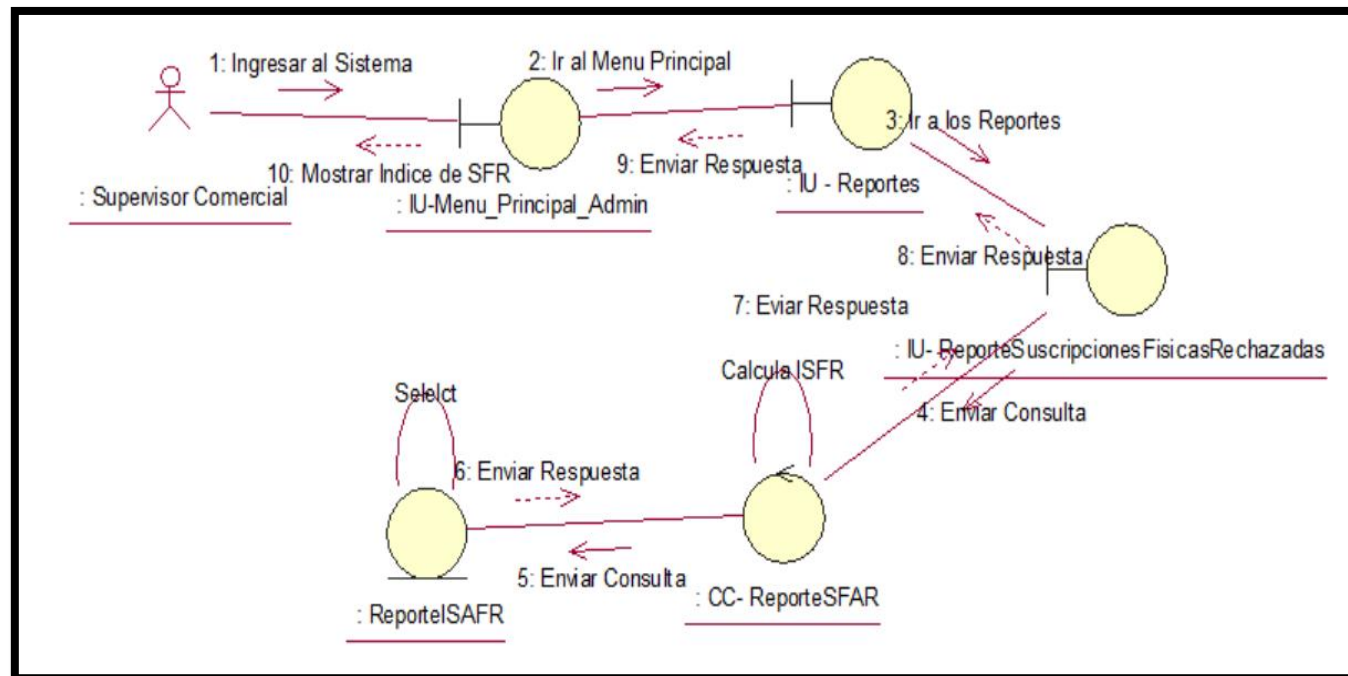 1: Ingresar al Sistema
2: Ir al Menu Principal
3: Ir a los Reportes
10: Mostrar Indice de SFR
9: Enviar Respuesta
: Supervisor Comercial
: IU-Menu_Principal_Admin
: IU - Reportes
8: Enviar Respuesta
7: Eviar Respuesta
: IU- ReporteSuscripcionesFisicasRechazadas
Calcula ISFR
Selelct
4: Enviar Consulta
6: Enviar Respuesta
5: Enviar Consulta
: CC- ReporteSFAR
: ReporteISAFR